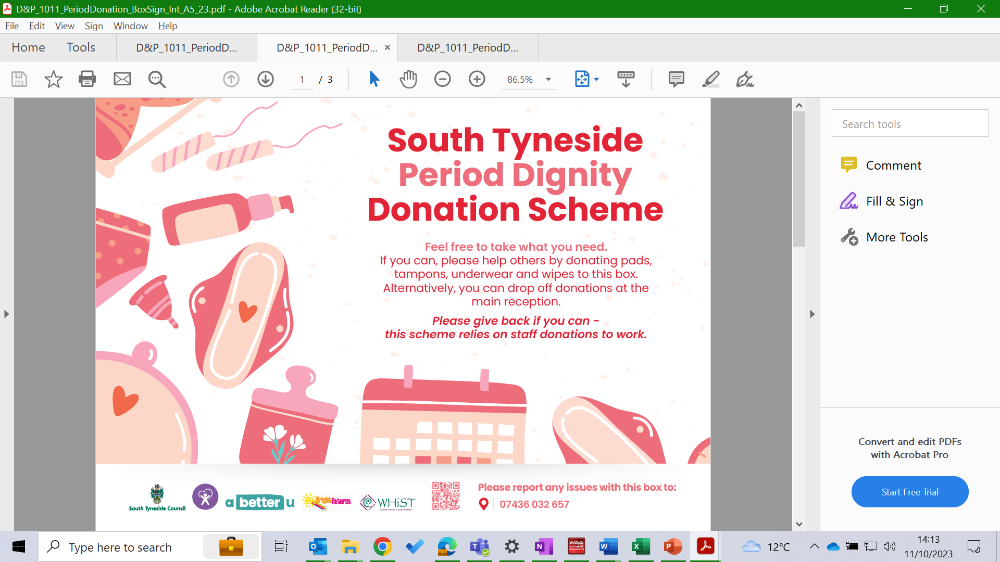 D&P_1011_PeriodDonation_BoxSign_Int_A5_23.pdf - Adobe Acrobat Reader (32-bit)
File Edit View Sign Window Help
Home Tools D&P_1011_PeriodD... D&P_1011_PeriodD... × D&P_1011_PeriodD...
1 / 3 86.5%
South Tyneside
Period Dignity
Donation Scheme
Feel free to take what you need.
If you can, please help others by donating pads,
tampons, underwear and wipes to this box.
Alternatively, you can drop off donations at the
main reception.
Please give back if you can -
this scheme relies on staff donations to work.
South Tyneside Council
a better u
Bright Futures
WHiST
Please report any issues with this box to:
07436 032 657
Search tools
Comment
Fill & Sign
More Tools
Convert and edit PDFs
with Acrobat Pro
Start Free Trial
Type here to search
AVAYA
12°C
14:13
11/10/2023